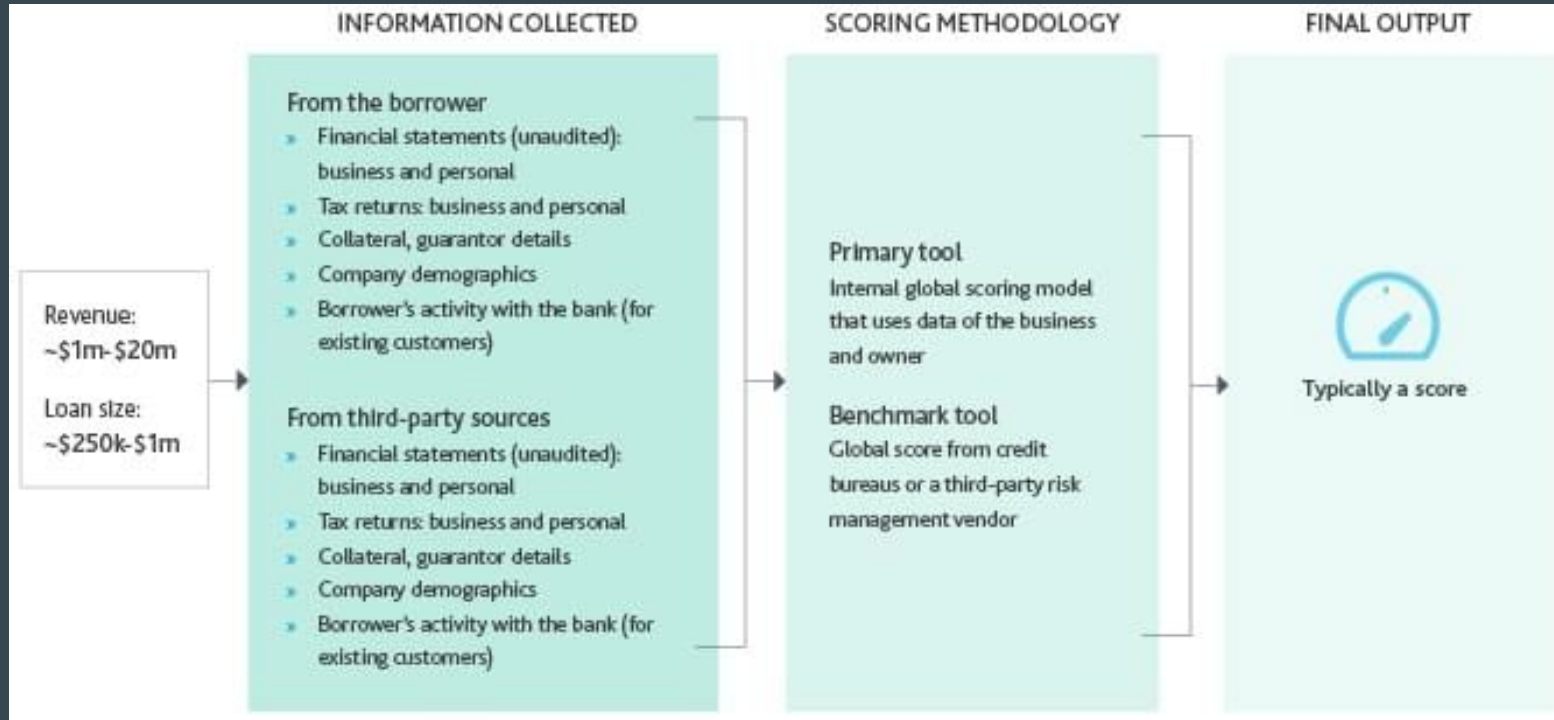 INFORMATION COLLECTED
SCORING METHODOLOGY
FINAL OUTPUT
Revenue:
~$1m-$20m
Loan size:
~$250k-$1m
From the borrower
» Financial statements (unaudited):
business and personal
» Tax returns: business and personal
» Collateral, guarantor details
» Company demographics
» Borrower's activity with the bank (for
existing customers)
From third-party sources
» Financial statements (unaudited):
business and personal
» Tax returns: business and personal
» Collateral, guarantor details
» Company demographics
» Borrower's activity with the bank (for
existing customers)
Primary tool
Internal global scoring model
that uses data of the business
and owner
Benchmark tool
Global score from credit
bureaus or a third-party risk
management vendor
Typically a score